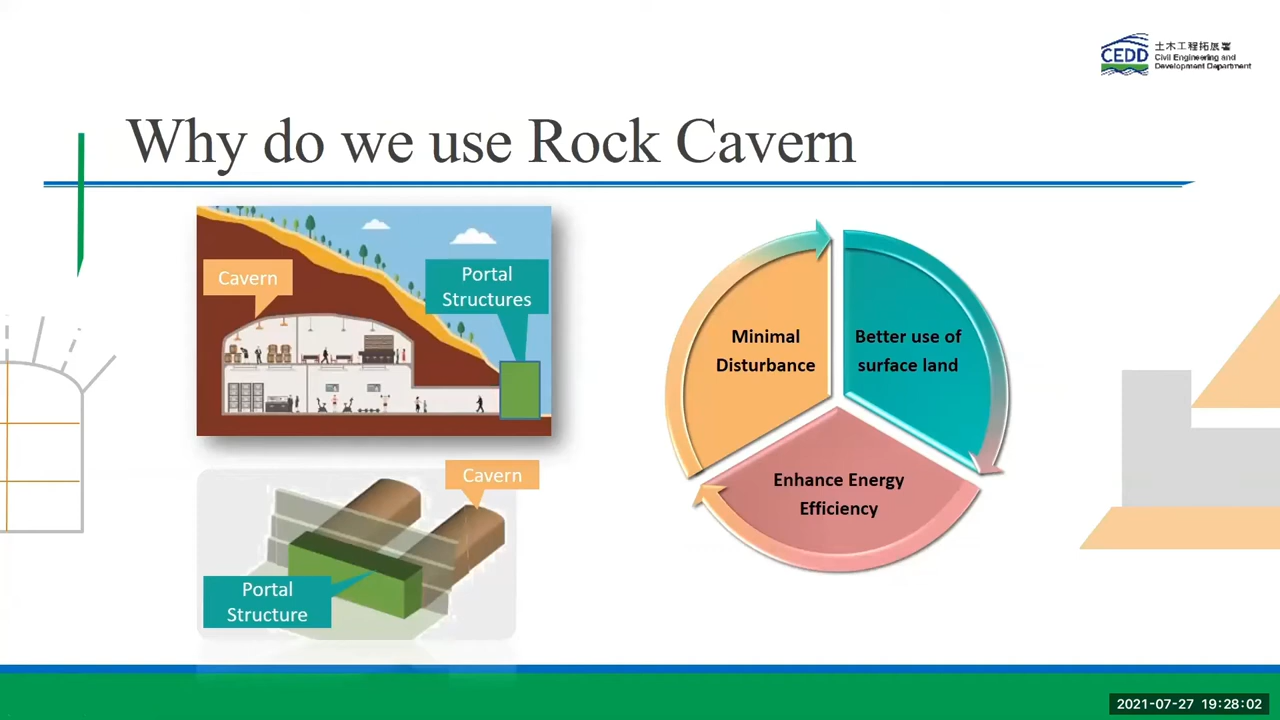 CEDD
土木工程拓展署
Civil Engineering and
Development Department
Why do we use Rock Cavern
Cavern
Portal
Structures
Cavern
Portal
Structure
Minimal
Disturbance
Better use of
surface land
Enhance Energy
Efficiency
2021-07-27 19:28:02